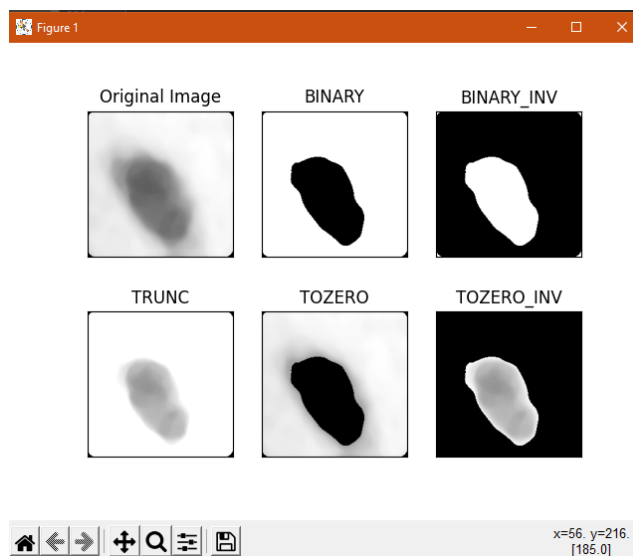 Figure 1
Original Image
BINARY
BINARY_INV
TRUNC
TOZERO
TOZERO_INV
x=56. y=216.
[185.0]